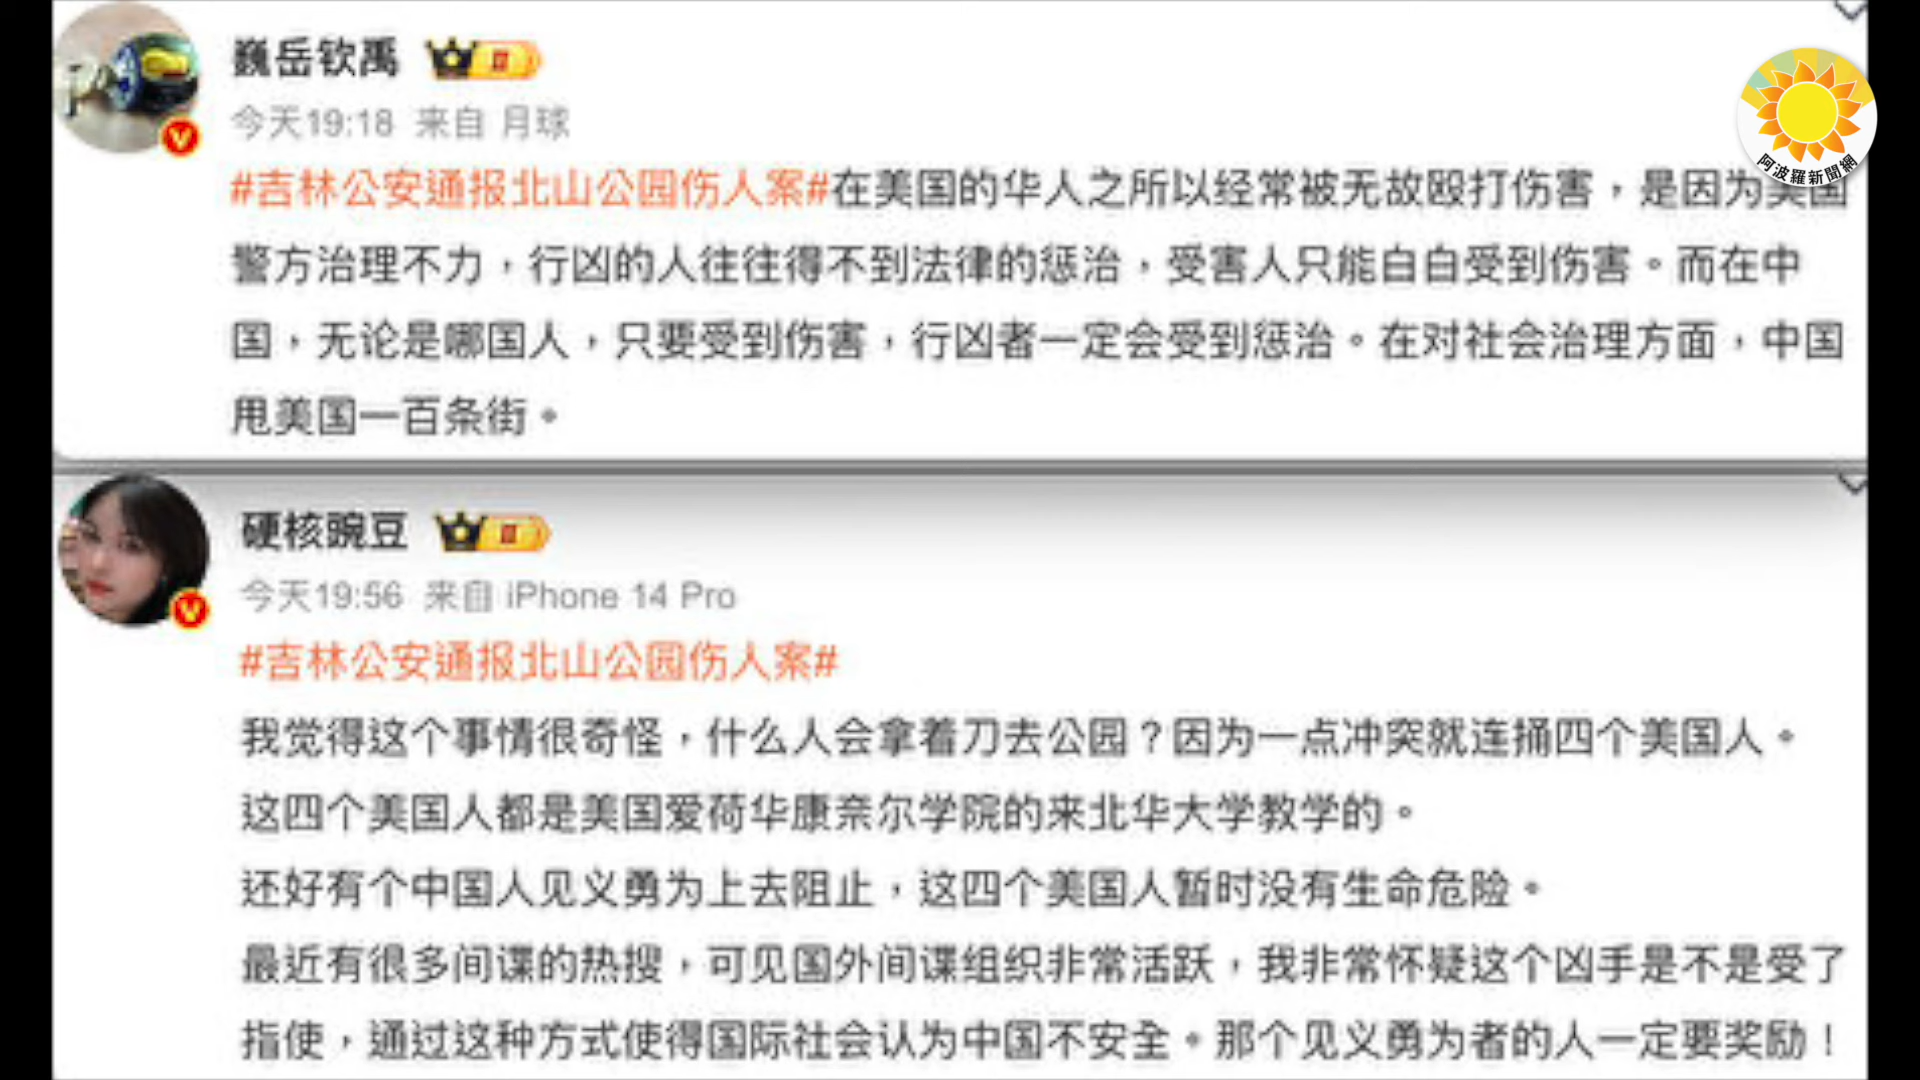 巍岳钦禹
今天19:18 来自 月球
#吉林公安通报北山公园伤人案#在美国的华人之所以经常被无故殴打伤害，是因为美国
警方治理不力，行凶的人往往得不到法律的惩治，受害人只能自白受到伤害。而在中
国，无论是哪国人，只要受到伤害，行凶者一定会受到惩治。在对社会治理方面，中国
甩美国一百条街。
阿波羅新聞網
硬核豌豆
今天19:56 来自 iPhone 14 Pro
#吉林公安通报北山公园伤人案#
我觉得这个事情很奇怪，什么人会拿着刀去公园？因为一点冲突就连捅四个美国人。
这四个美国人都是美国爱荷华康奈尔学院的来北华大学教学的。
还好有个中国人见义勇为上去阻止，这四个美国人暂时没有生命危险。
最近有很多间谍的热搜，可见国外间谍组织非常活跃，我非常怀疑这个凶手是不是受了
指使，通过这种方式使得国际社会认为中国不安全。那个见义勇为者的人一定要奖励！